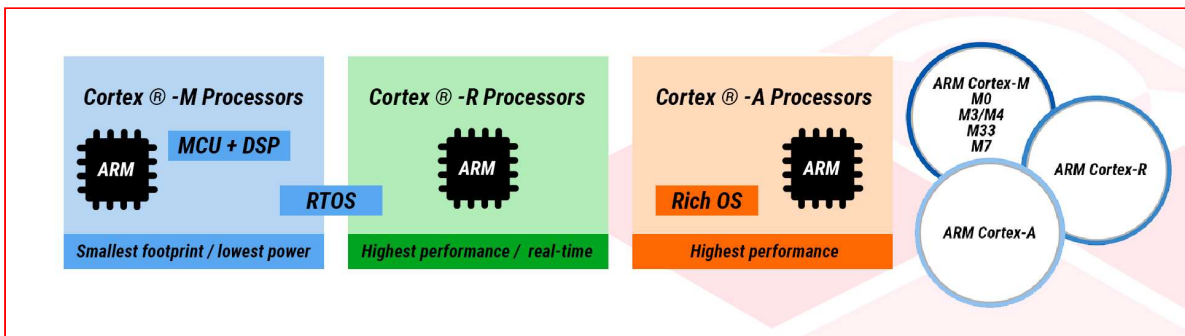 Cortex ® -M Processors
ARM
MCU + DSP
RTOS
Smallest footprint / lowest power
Cortex ® -R Processors
ARM
Highest performance / real-time
Cortex ® -A Processors
Rich OS
ARM
Highest performance
ARM Cortex-M
M0
M3/M4
M33
M7
ARM Cortex-R
ARM Cortex-A